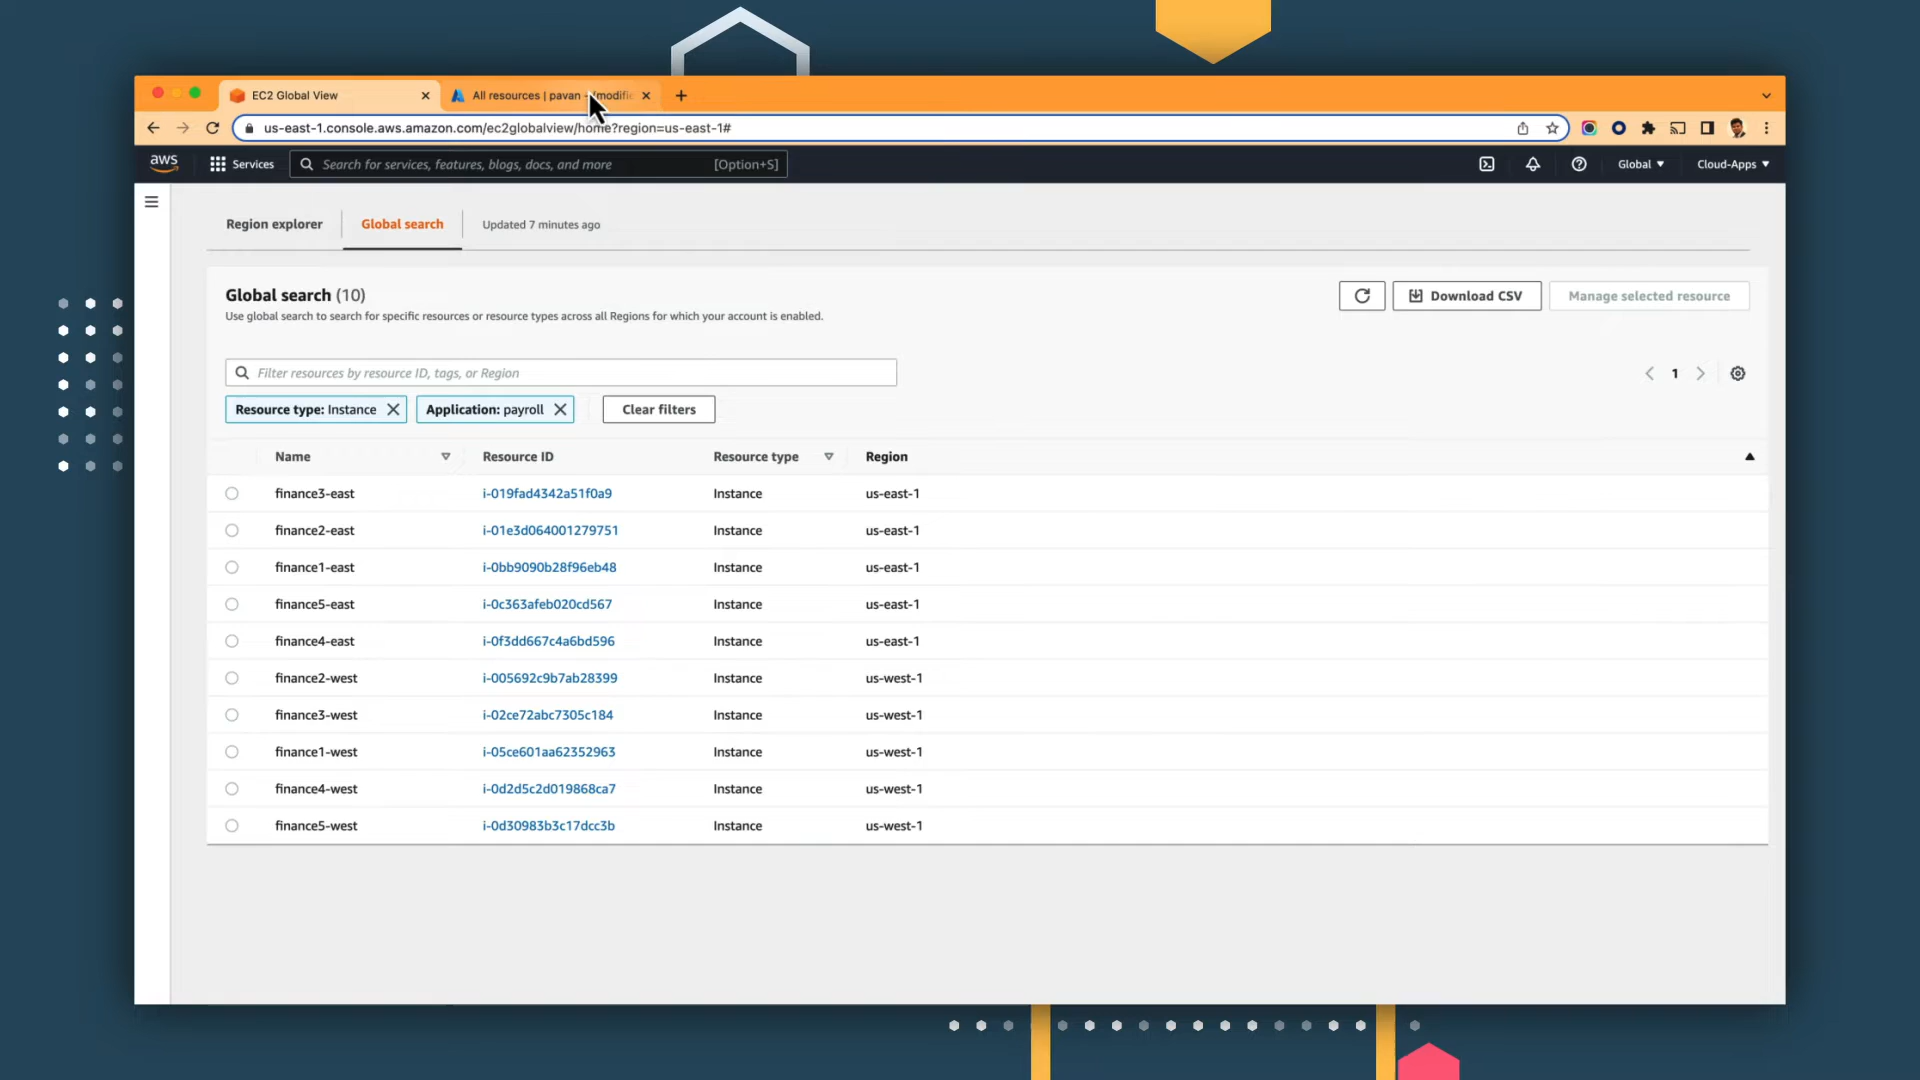 EC2 Global View
All resources | pavan - (modifie
us-east-1.console.aws.amazon.com/ec2globalview/home?region=us-east-1#
aws Services Search for services, features, blogs, docs, and more [Option+S] Global Cloud-Apps
Region explorer Global search Updated 7 minutes ago
Global search (10) Download CSV Manage selected resource
Use global search to search for specific resources or resource types across all Regions for which your account is enabled.
Filter resources by resource ID, tags, or Region 1
Resource type: Instance Application: payroll Clear filters
Name Resource ID Resource type Region
finance3-east i-019fad4342a51f0a9 Instance us-east-1
finance2-east i-01e3d064001279751 Instance us-east-1
finance1-east i-0bb9090b28f96eb48 Instance us-east-1
finance5-east i-0c363afeb020cd567 Instance us-east-1
finance4-east i-0f3dd667c4a6bd596 Instance us-east-1
finance2-west i-005692c9b7ab28399 Instance us-west-1
finance3-west i-02ce72abc7305c184 Instance us-west-1
finance1-west i-05ce601aa62352963 Instance us-west-1
finance4-west i-0d2d5c2d019868ca7 Instance us-west-1
finance5-west i-0d30983b3c17dcc3b Instance us-west-1